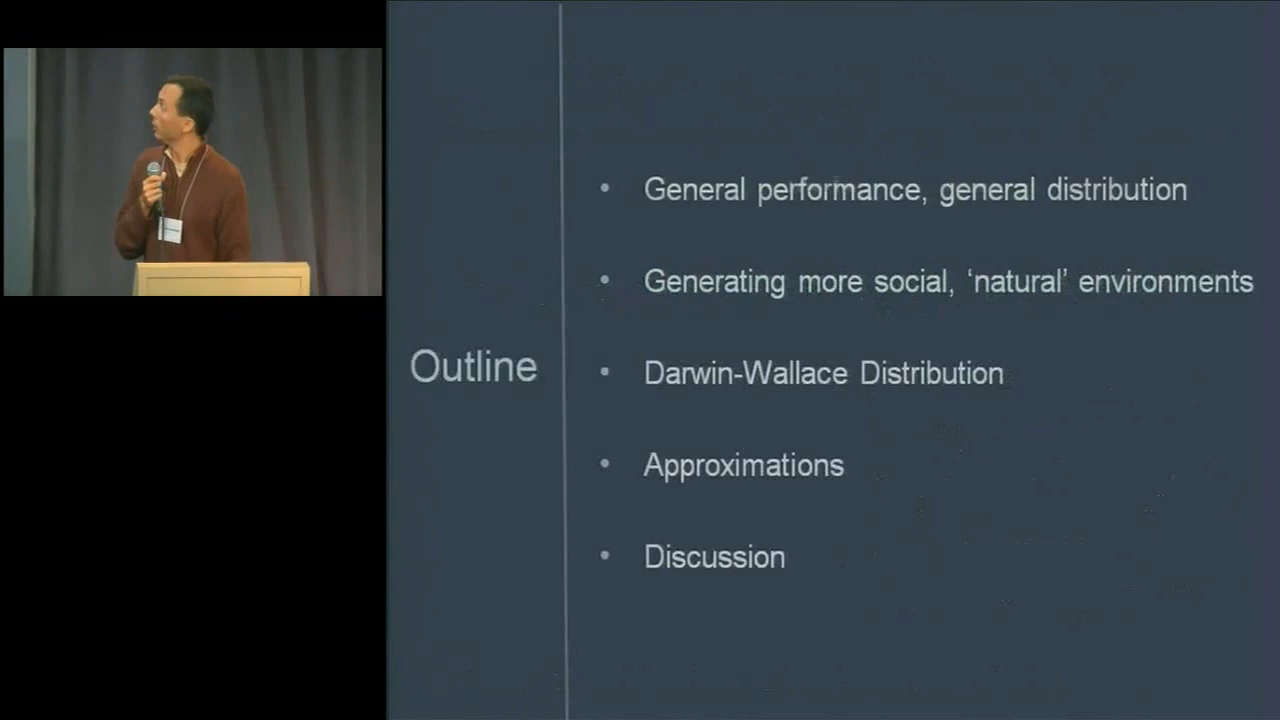 Outline
• General performance, general distribution
• Generating more social, ‘natural’ environments
• Darwin-Wallace Distribution
• Approximations
• Discussion